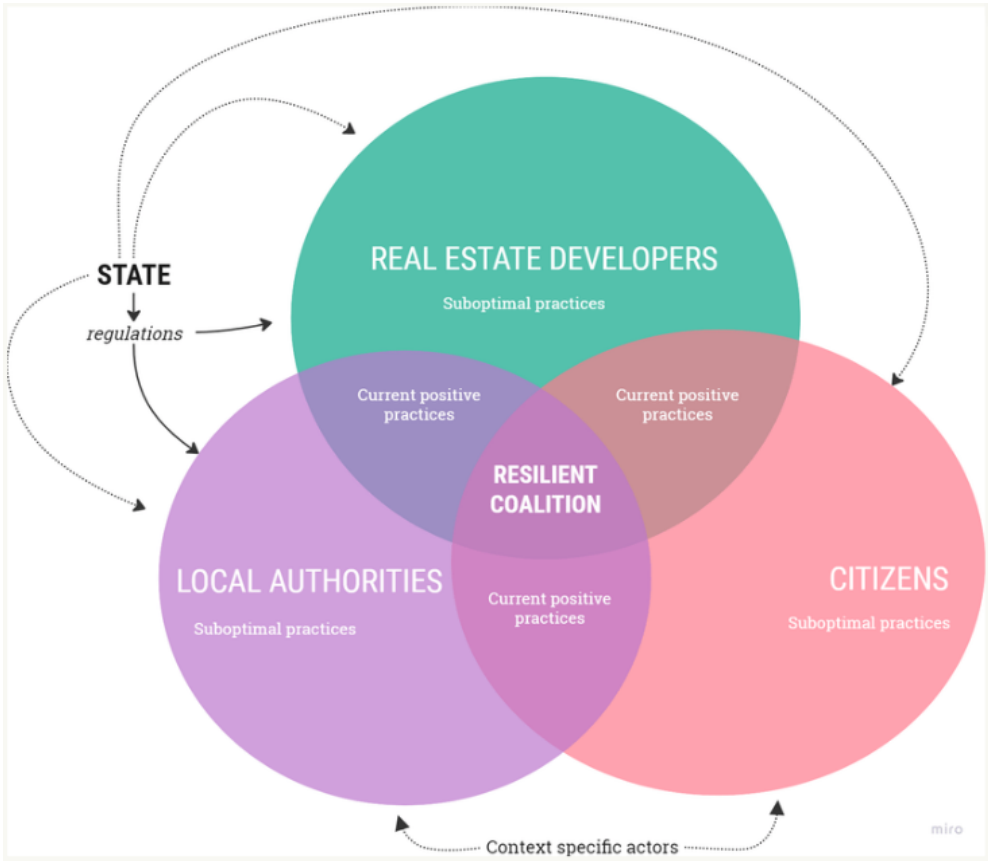 STATE
regulations
REAL ESTATE DEVELOPERS
Suboptimal practices
Current positive
practices
Current positive
practices
RESILIENT
COALITION
LOCAL AUTHORITIES
Suboptimal practices
Current positive
practices
CITIZENS
Suboptimal practices
Context specific actors
miro